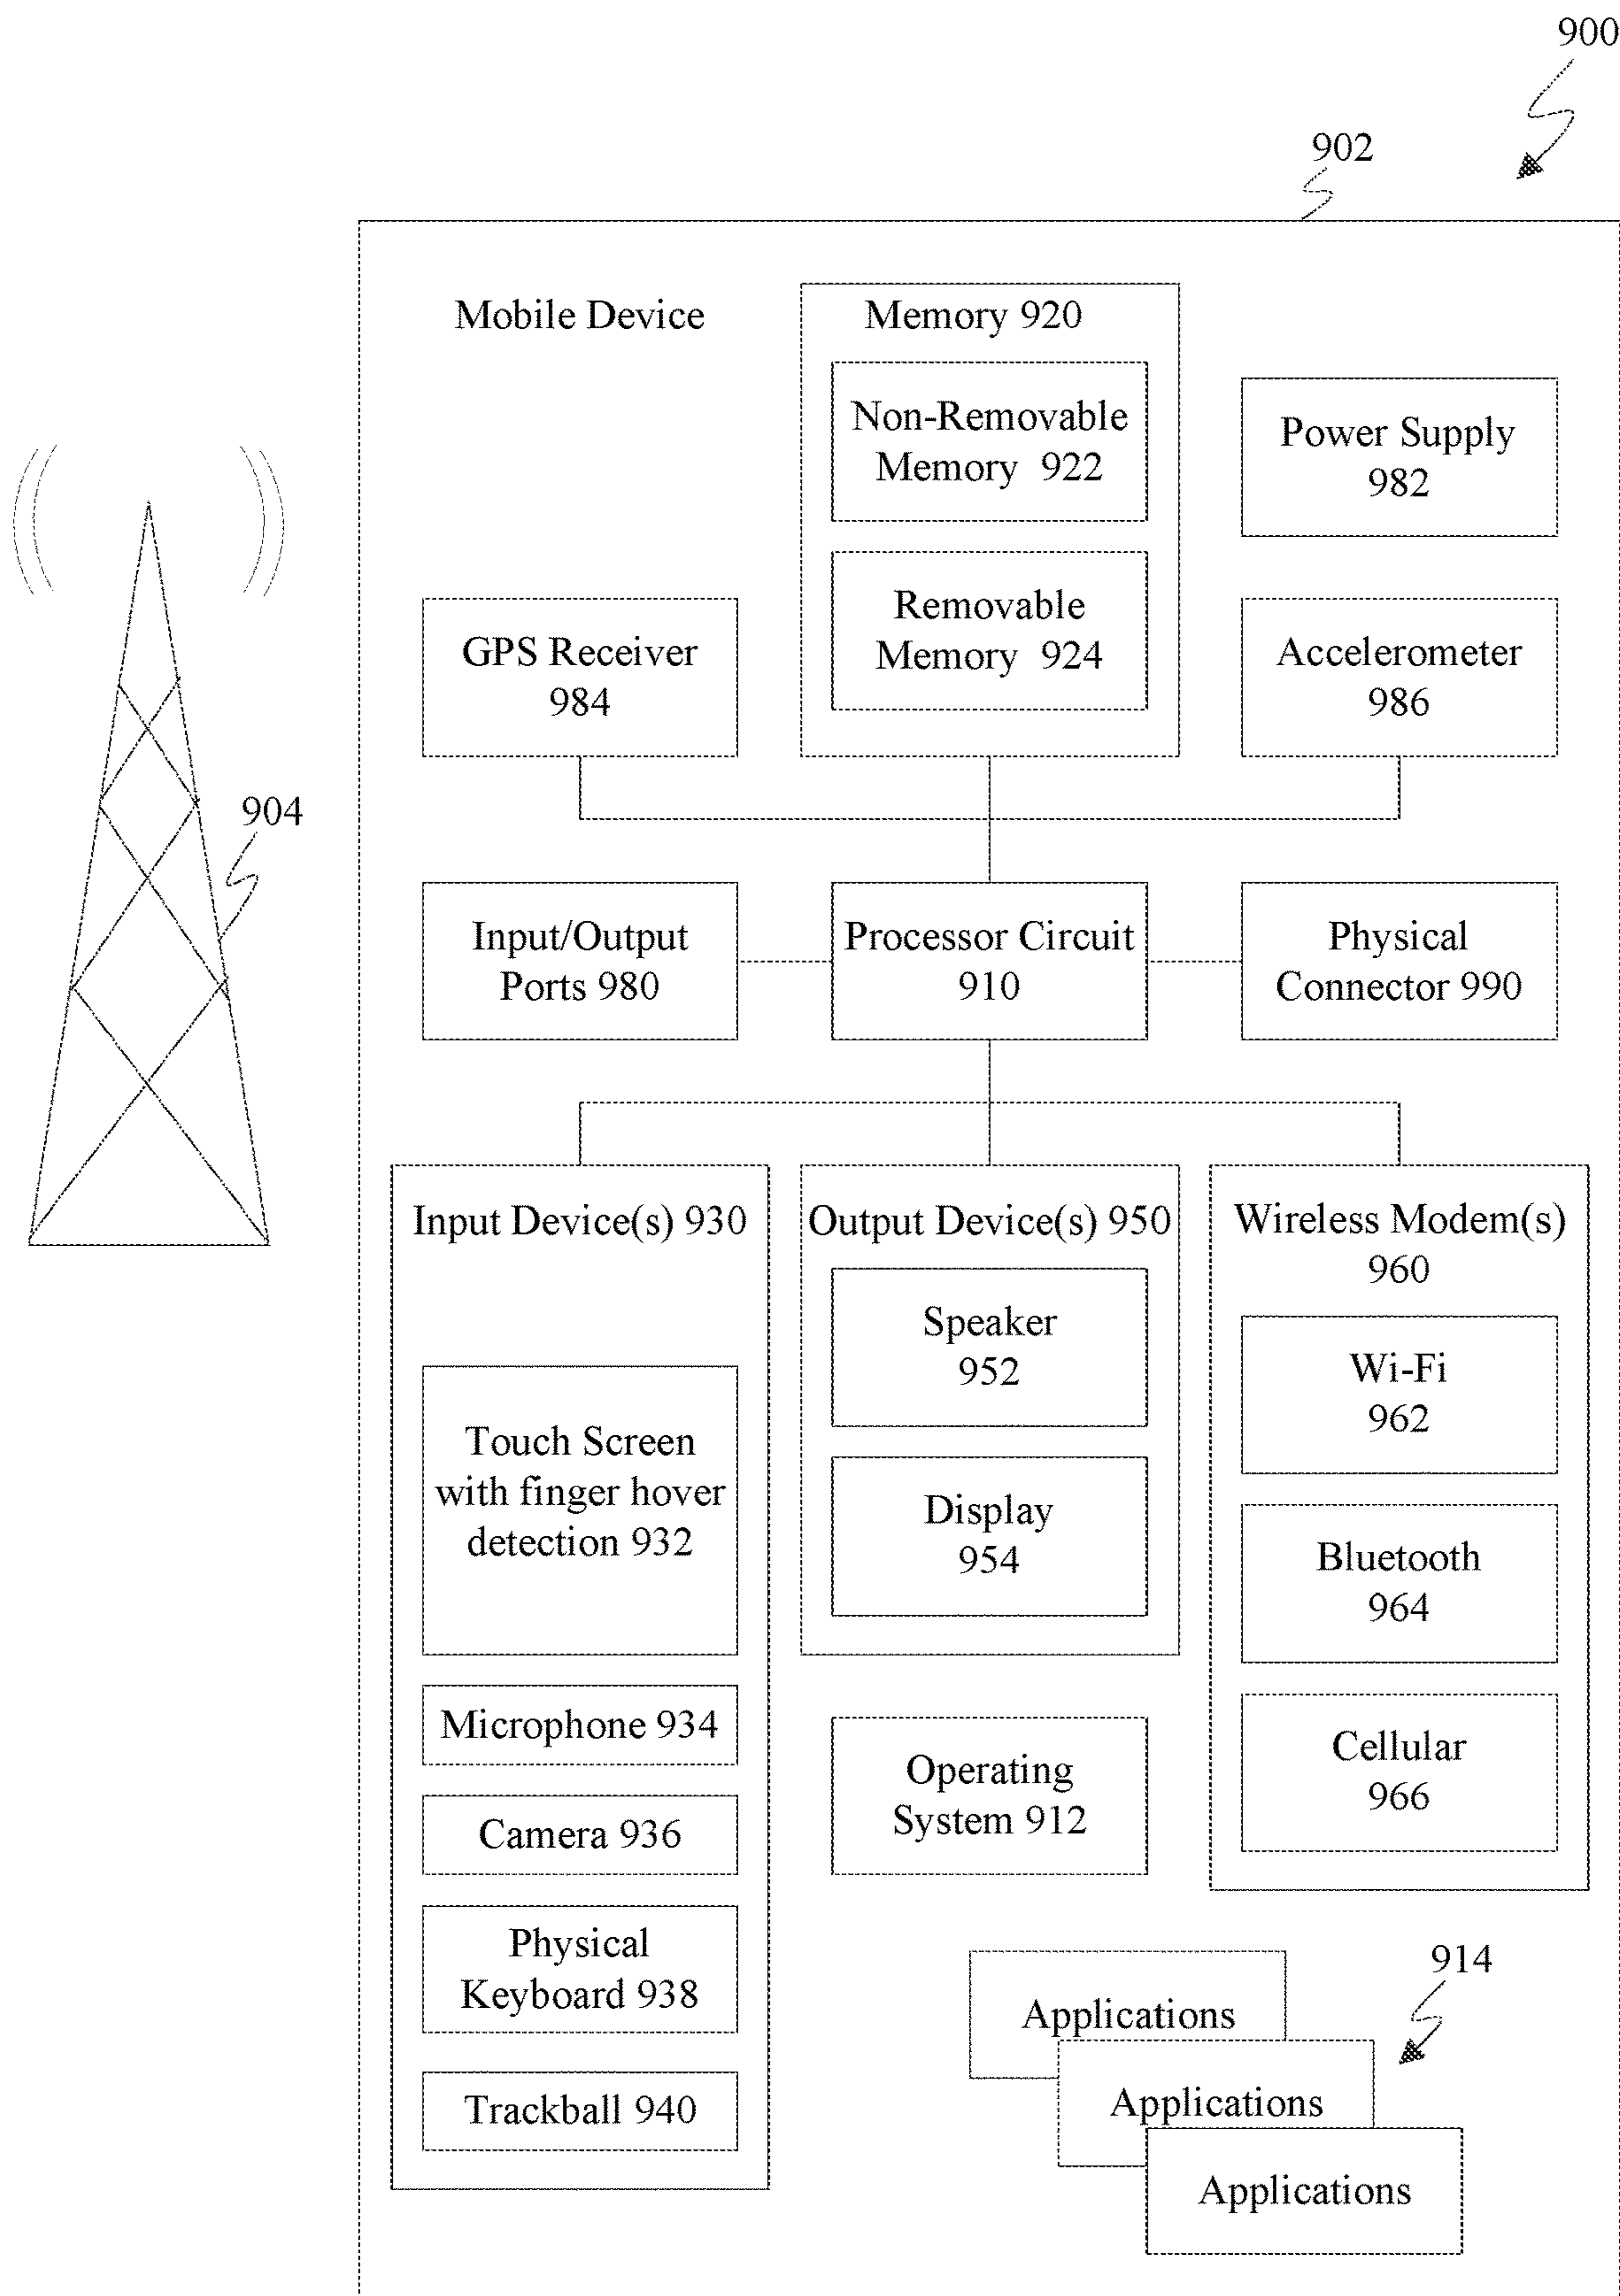 900
902
Mobile Device
Memory 920
Non-Removable
Memory 922
Removable
Memory 924
Power Supply
982
GPS Receiver
984
Accelerometer
986
904
Input/Output
Ports 980
Processor Circuit
910
Physical
Connector 990
Input Device(s) 930
Touch Screen
with finger hover
detection 932
Microphone 934
Camera 936
Physical
Keyboard 938
Trackball 940
Output Device(s) 950
Speaker
952
Display
954
Operating
System 912
Wireless Modem(s)
960
Wi-Fi
962
Bluetooth
964
Cellular
966
914
Applications
Applications
Applications